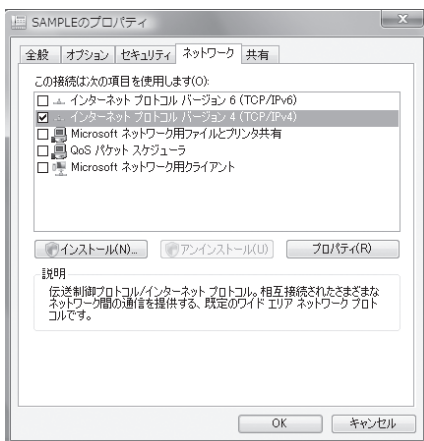 SAMPLEのプロパティ
全般 オプション セキュリティ ネットワーク 共有
この接続は次の項目を使用します(O):
インターネット プロトコル バージョン 6 (TCP/IPv6)
インターネット プロトコル バージョン 4 (TCP/IPv4)
Microsoft ネットワーク用ファイルとプリンタ共有
QoS パケット スケジューラ
Microsoft ネットワーク用クライアント
インストール(N)... アンインストール(U) プロパティ(R)
説明
伝送制御プロトコル/インターネット プロトコル。相互接続されたさまざまな
ネットワーク間の通信を提供する、既定のワイド エリア ネットワーク プロト
コルです。
OK キャンセル